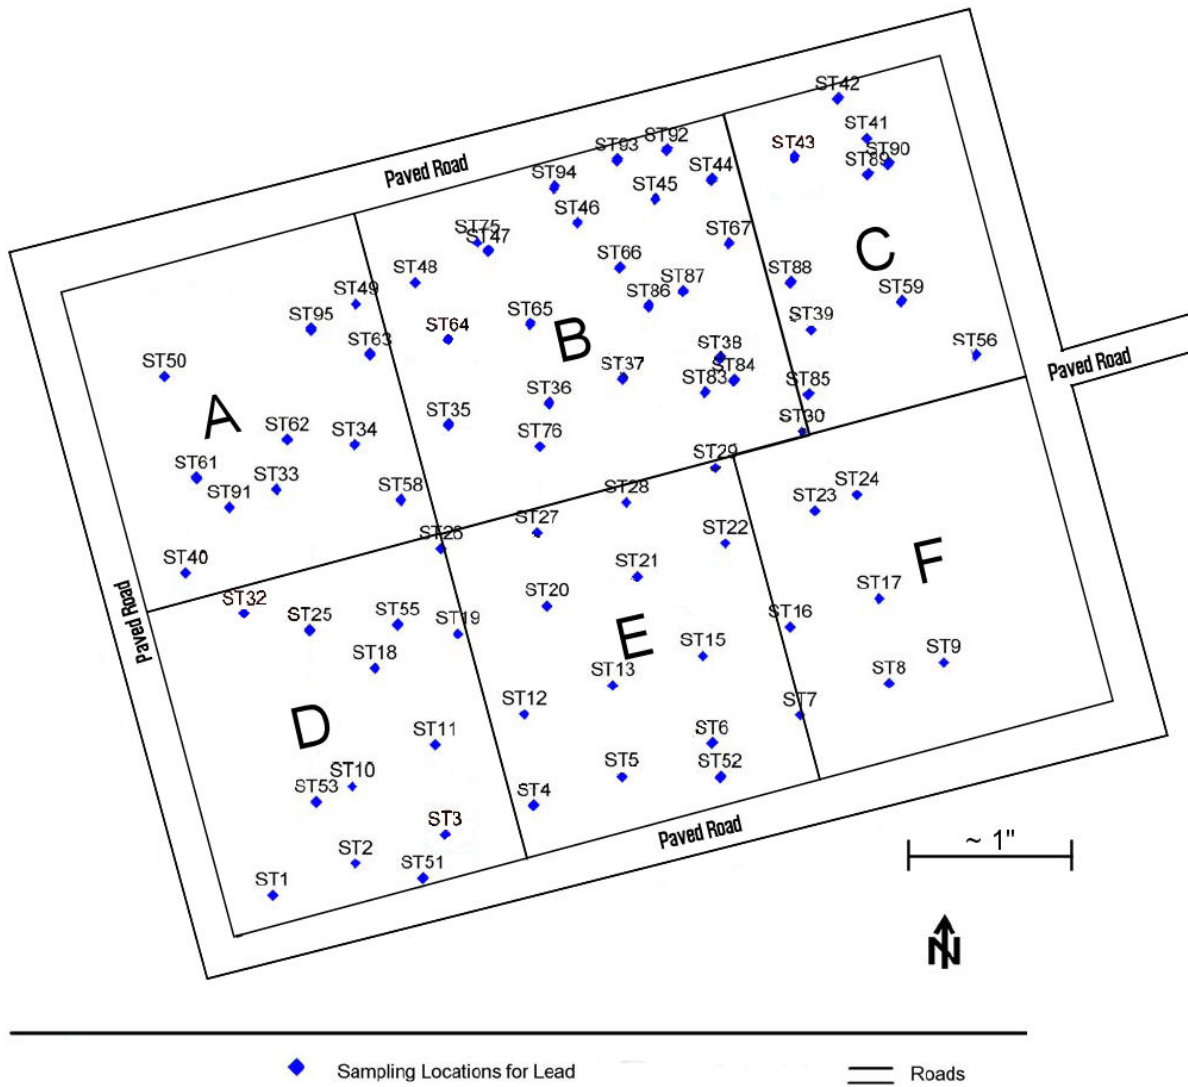 ST42
ST41
ST92
ST43
ST90
ST93
ST89
Paved Road
ST94
ST44
ST45
ST46
ST75
ST67
ST47
C
ST66
ST48
ST88
ST87
ST49
ST86
ST59
ST95
ST65
ST39
ST64
B
ST63
ST38
ST56
ST50
ST37
ST84
Paved Road
ST83
ST85
ST36
A
ST35
ST30
ST62
ST34
ST76
ST29
ST61
ST33
ST58
ST28
ST24
ST91
ST23
ST27
ST22
ST26
ST40
ST21
F
ST32
ST25
ST55
ST20
ST17
Paved Road
ST19
ST16
E
ST18
ST15
ST9
ST13
ST8
D
ST12
ST7
ST11
ST6
ST10
ST5
ST52
ST53
ST4
ST3
Paved Road
~ 1"
ST2
ST51
ST1
N
Sampling Locations for Lead
Roads